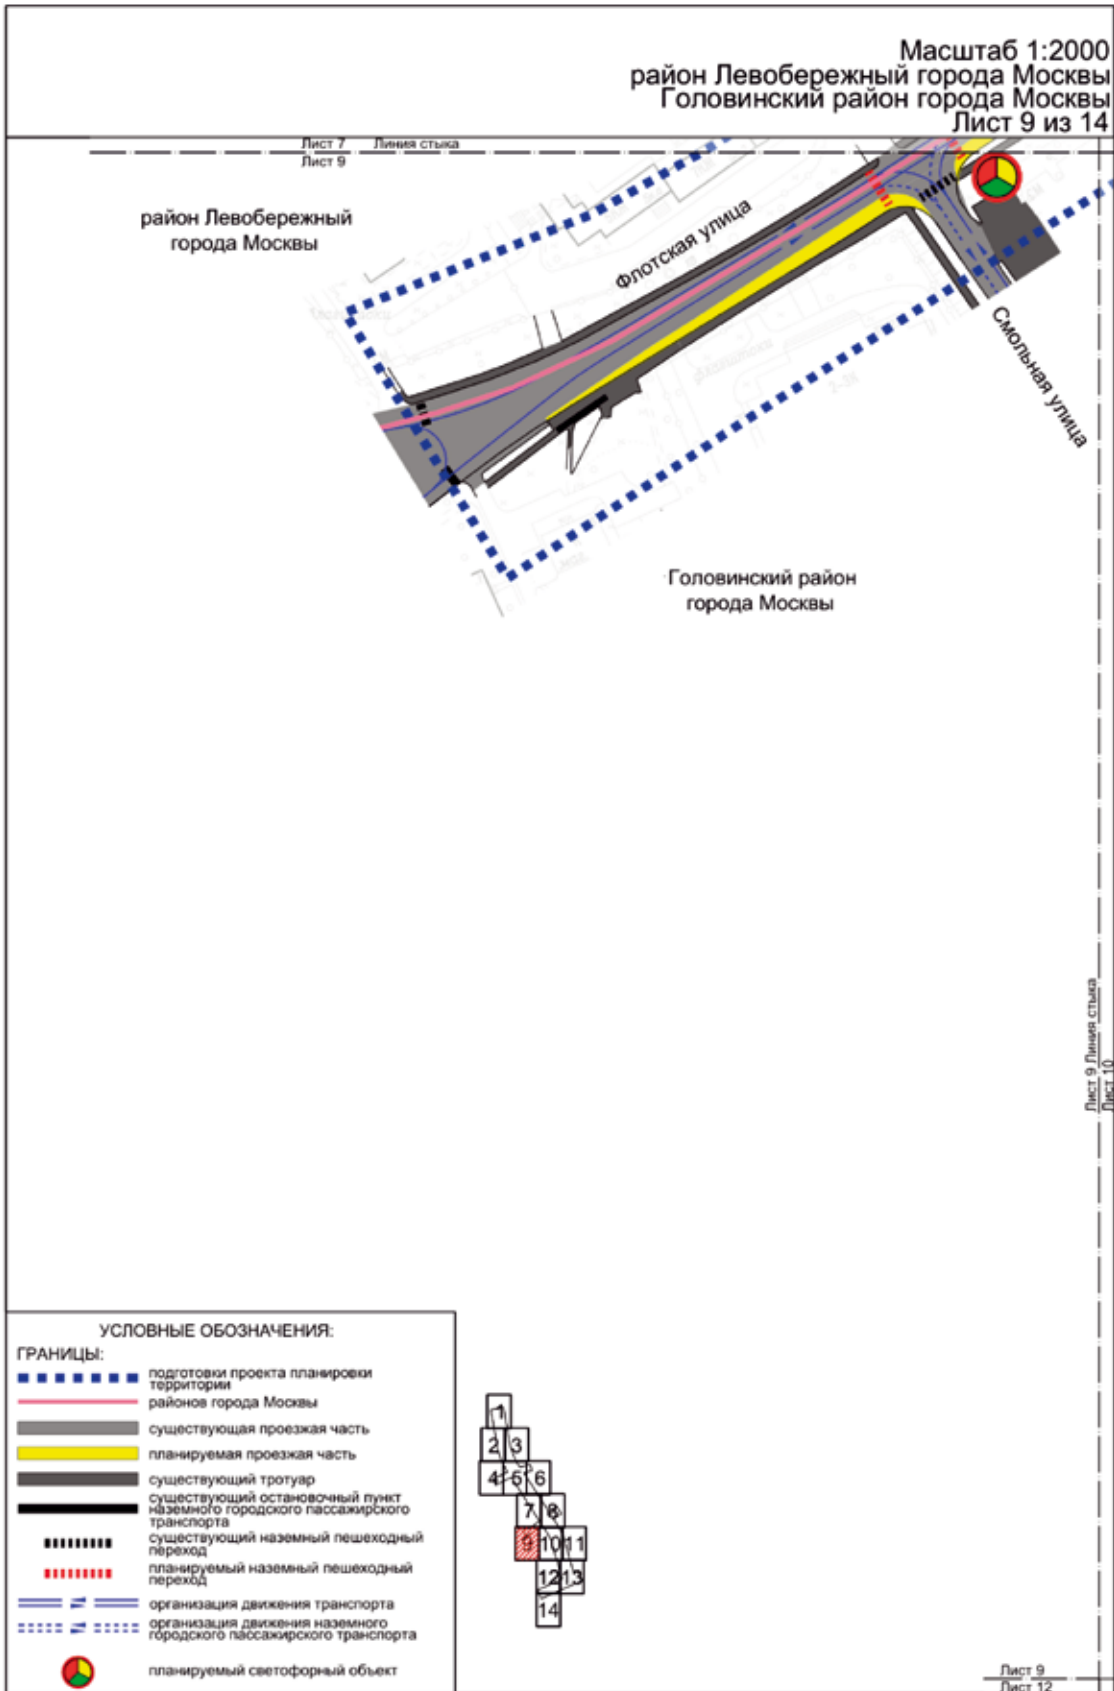 Масштаб 1:2000
район Левобережный города Москвы
Головинский район города Москвы
Лист 9 из 14
Лист 7 Линия стыка
Лист 9
район Левобережный
города Москвы
Флотская улица
Смольная улица
Головинский район
города Москвы
Лист 9 Линия стыка
Лист 10
УСЛОВНЫЕ ОБОЗНАЧЕНИЯ:
ГРАНИЦЫ:
подготовки проекта планировки
территории
районов города Москвы
существующая проезжая часть
планируемая проезжая часть
существующий тротуар
существующий остановочный пункт
наземного городского пассажирского
транспорта
существующий наземный пешеходный
переход
планируемый наземный пешеходный
переход
организация движения транспорта
организация движения наземного
городского пассажирского транспорта
планируемый светофорный объект
1
2 3
4 5 6
7 8
9 10 11
12 13
14
Лист 9
Лист 12